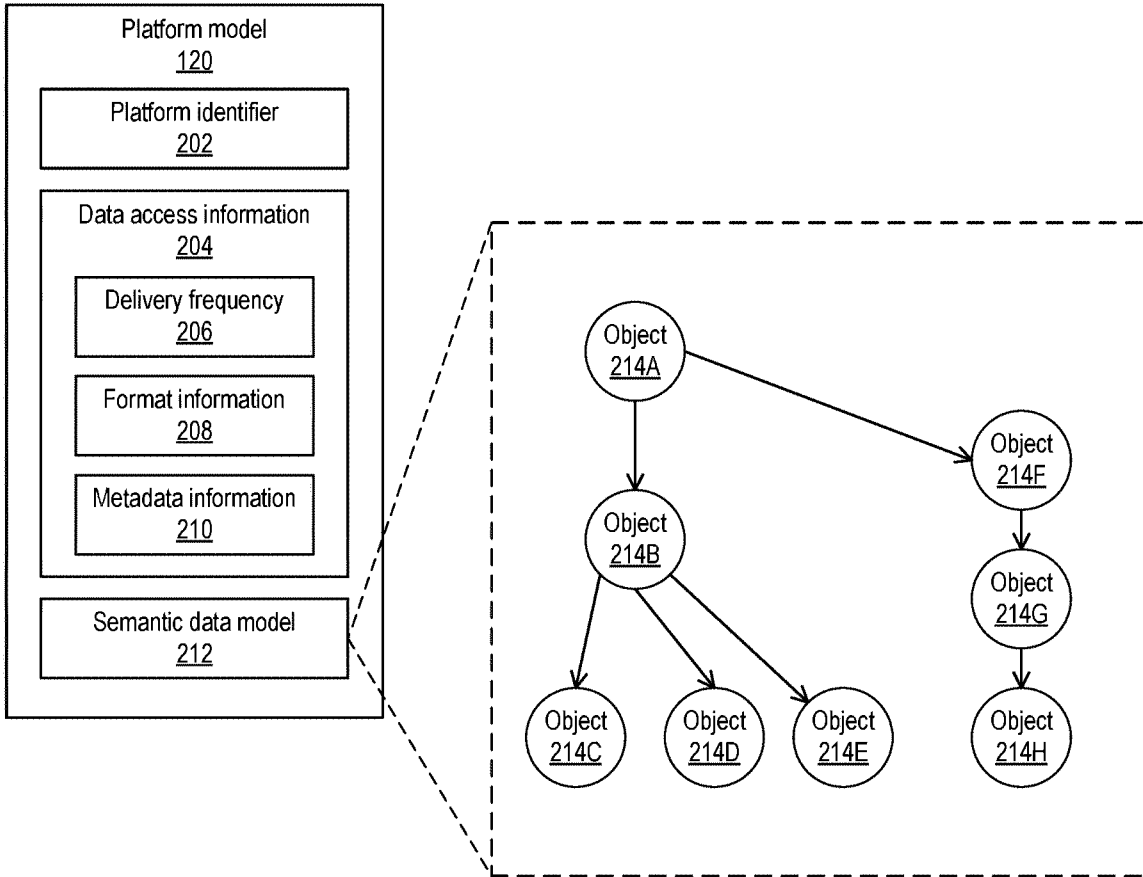 Platform model
120
Platform identifier
202
Data access information
204
Delivery frequency
206
Format information
208
Metadata information
210
Semantic data model
212
Object
214A
Object
214F
Object
214B
Object
214G
Object
214C
Object
214D
Object
214E
Object
214H